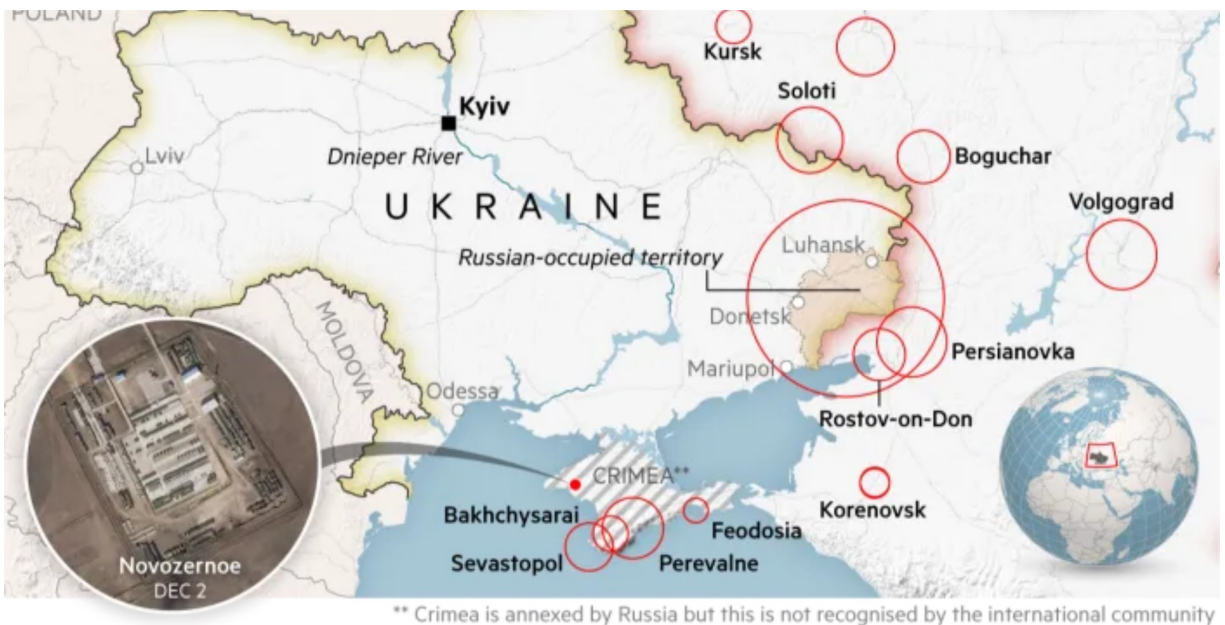 POLAND
Kursk
Soloti
Kyiv
Lviv
Dnieper River
Boguchar
UKRAINE
Volgograd
Luhansk
Russian-occupied territory
Donetsk
MOLDOVA
Mariupol
Persianovka
Odessa
Rostov-on-Don
CRIMEA**
Korenovsk
Bakhchysarai
Feodosia
Sevastopol
Perevalne
Novozernoe
DEC 2
** Crimea is annexed by Russia but this is not recognised by the international community